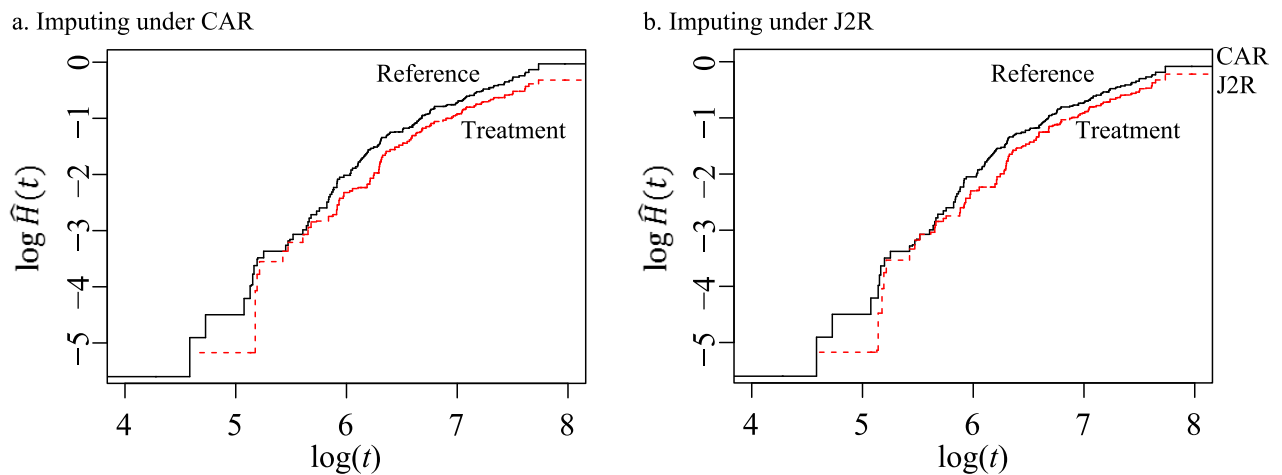 a. Imputing under CAR
0
−1
−2
−3
−4
−5
log Ĥ(t)
Reference
Treatment
4 5 6 7 8
log(t)
b. Imputing under J2R
0
−1
−2
−3
−4
−5
log Ĥ(t)
Reference
Treatment
CAR
J2R
4 5 6 7 8
log(t)